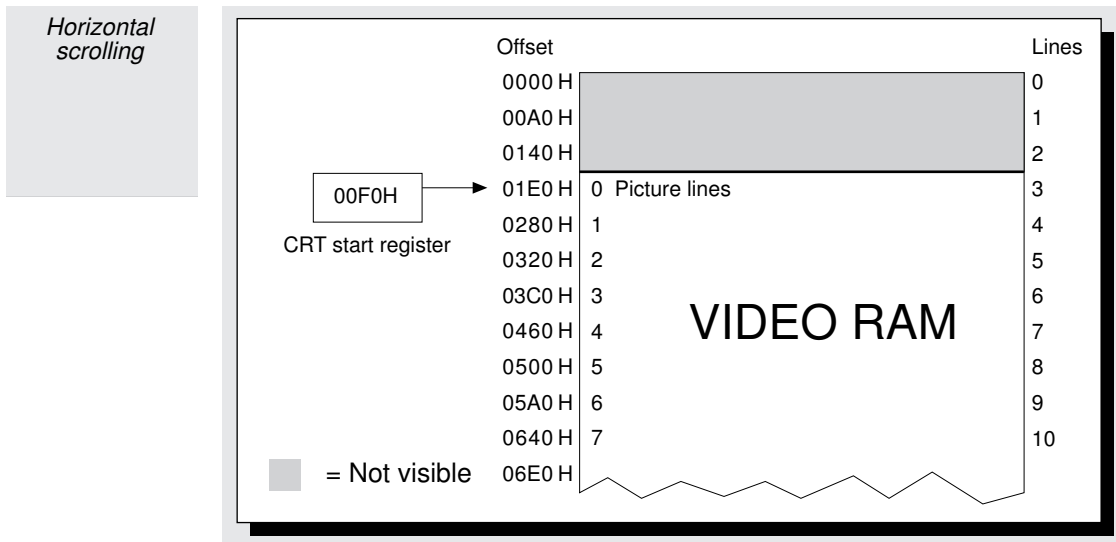 Horizontal
scrolling
Offset Lines
0000 H 0
00A0 H 1
0140 H 2
00F0H 01E0 H 0 Picture lines 3
CRT start register
0280 H 1 4
0320 H 2 5
03C0 H 3 6
VIDEO RAM
0460 H 4 7
0500 H 5 8
05A0 H 6 9
0640 H 7 10
= Not visible 06E0 H